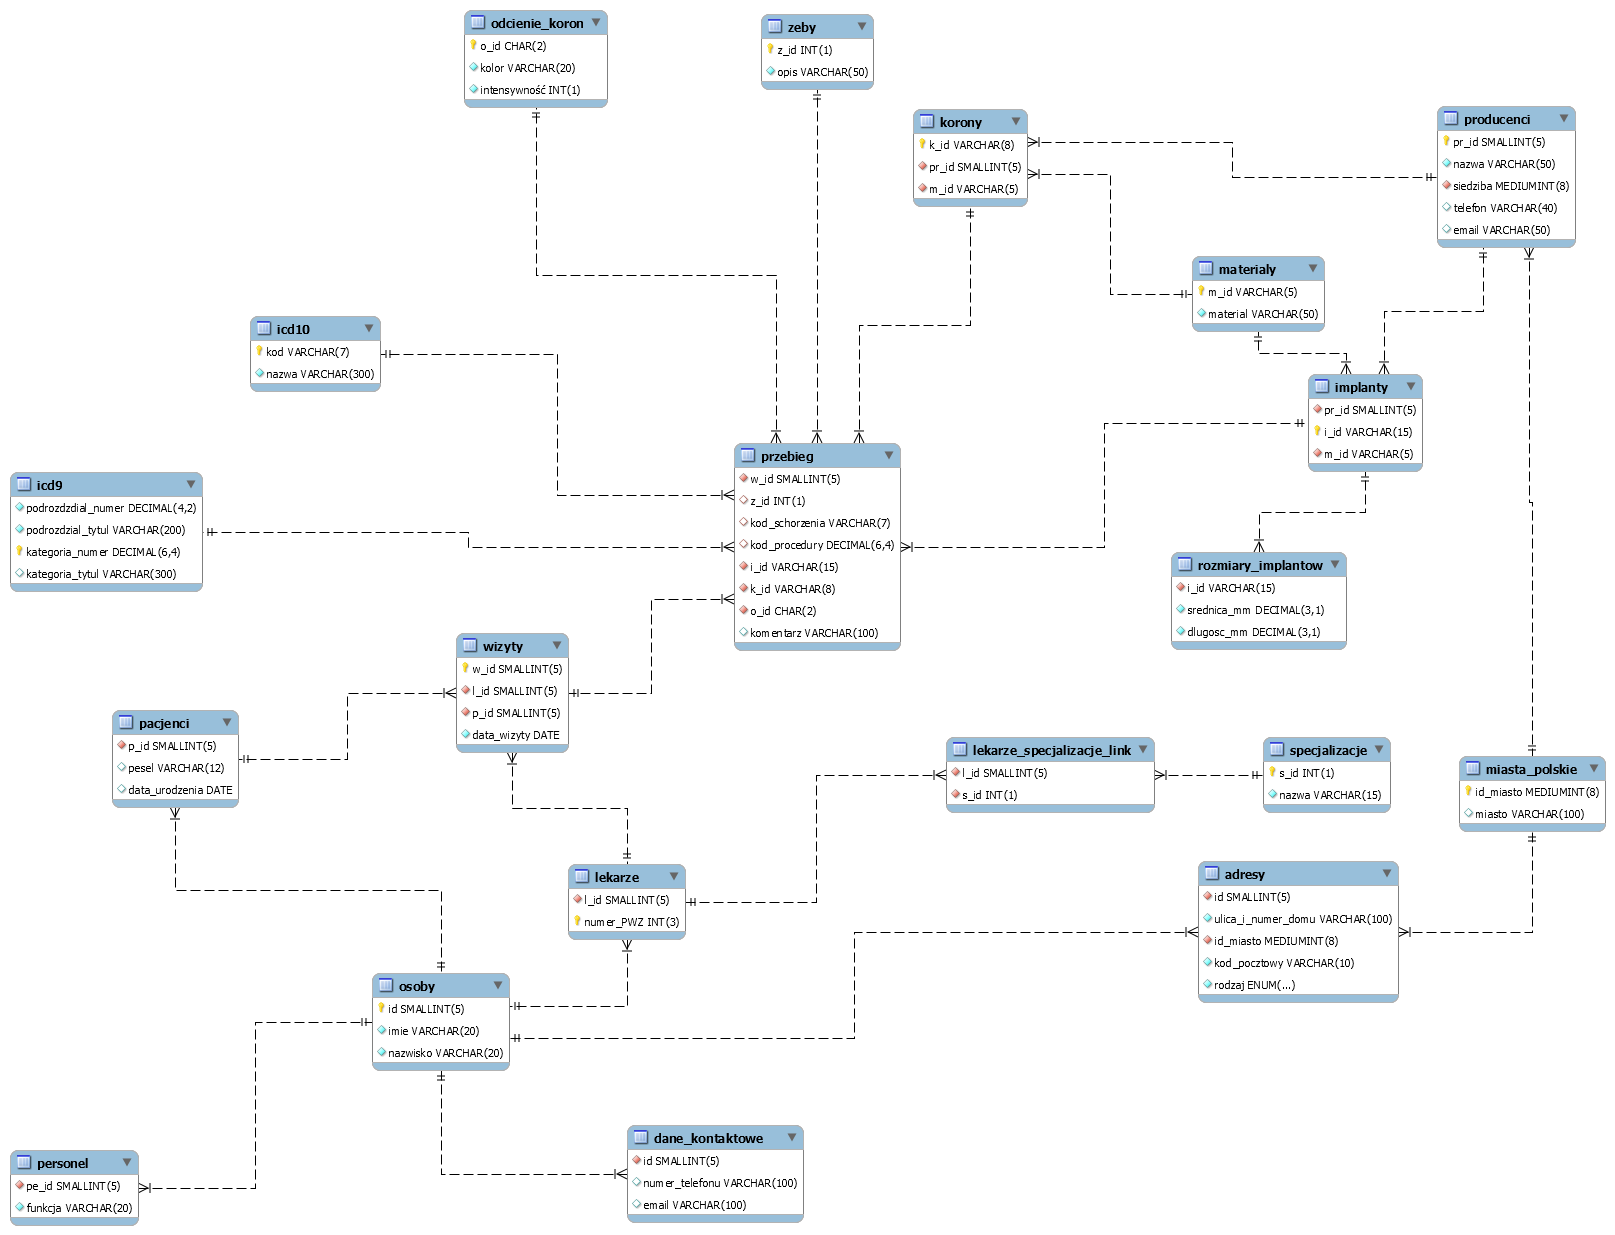 odcienie_koron
o_id CHAR(2)
kolor VARCHAR(20)
intensywność INT(1)
zeby
z_id INT(1)
opis VARCHAR(50)
korony
k_id VARCHAR(8)
pr_id SMALLINT(5)
m_id VARCHAR(5)
producenci
pr_id SMALLINT(5)
nazwa VARCHAR(50)
siedziba MEDIUMINT(8)
telefon VARCHAR(40)
email VARCHAR(50)
materialy
m_id VARCHAR(5)
material VARCHAR(50)
icd10
kod VARCHAR(7)
nazwa VARCHAR(300)
implanty
pr_id SMALLINT(5)
i_id VARCHAR(15)
m_id VARCHAR(5)
przebieg
w_id SMALLINT(5)
z_id INT(1)
kod_schorzenia VARCHAR(7)
kod_procedury DECIMAL(6,4)
i_id VARCHAR(15)
k_id VARCHAR(8)
o_id CHAR(2)
komentarz VARCHAR(100)
icd9
podrozdzdial_numer DECIMAL(4,2)
podrozdzial_tytul VARCHAR(200)
kategoria_numer DECIMAL(6,4)
kategoria_tytul VARCHAR(300)
rozmiary_implantow
i_id VARCHAR(15)
srednica_mm DECIMAL(3,1)
dlugosc_mm DECIMAL(3,1)
wizyty
w_id SMALLINT(5)
l_id SMALLINT(5)
p_id SMALLINT(5)
data_wizyty DATE
pacjenci
p_id SMALLINT(5)
pesel VARCHAR(12)
data_urodzenia DATE
lekarze_specjalizacje_link
l_id SMALLINT(5)
s_id INT(1)
specjalizacje
s_id INT(1)
nazwa VARCHAR(15)
miasta_polskie
id_miasto MEDIUMINT(8)
miasto VARCHAR(100)
lekarze
l_id SMALLINT(5)
numer_PWZ INT(3)
adresy
id SMALLINT(5)
ulica_i_numer_domu VARCHAR(100)
id_miasto MEDIUMINT(8)
kod_pocztowy VARCHAR(10)
rodzaj ENUM(...)
osoby
id SMALLINT(5)
imie VARCHAR(20)
nazwisko VARCHAR(20)
dane_kontaktowe
id SMALLINT(5)
numer_telefonu VARCHAR(100)
email VARCHAR(100)
personel
pe_id SMALLINT(5)
funkcja VARCHAR(20)